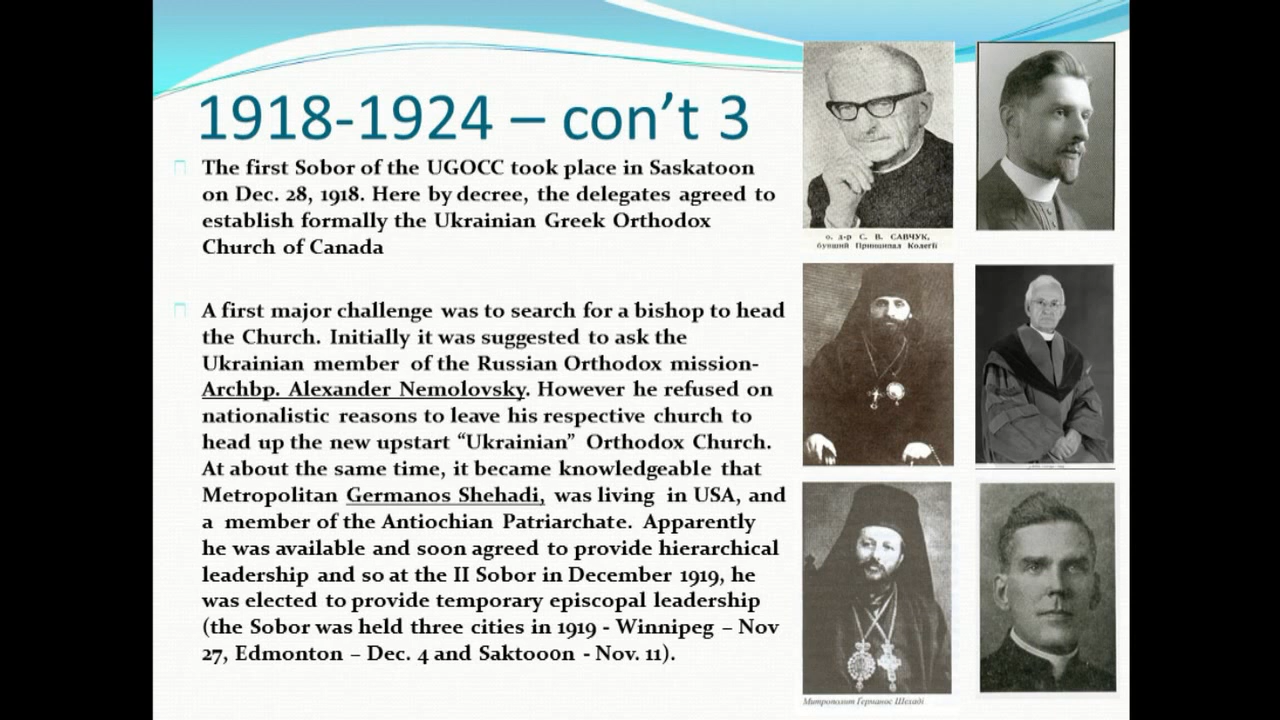 1918-1924 – con’t 3
The first Sobor of the UGOCC took place in Saskatoon
on Dec. 28, 1918. Here by decree, the delegates agreed to
establish formally the Ukrainian Greek Orthodox
Church of Canada
A first major challenge was to search for a bishop to head
the Church. Initially it was suggested to ask the
Ukrainian member of the Russian Orthodox mission-
Archbp. Alexander Nemolovsky. However he refused on
nationalistic reasons to leave his respective church to
head up the new upstart “Ukrainian” Orthodox Church.
At about the same time, it became knowledgeable that
Metropolitan Germanos Shehadi, was living in USA, and
a member of the Antiochian Patriarchate. Apparently
he was available and soon agreed to provide hierarchical
leadership and so at the II Sobor in December 1919, he
was elected to provide temporary episcopal leadership
(the Sobor was held three cities in 1919 - Winnipeg – Nov
27, Edmonton – Dec. 4 and Saktoo0n - Nov. 11).
о. д-р С. В. САВЧУК,
бувший Принципал Колегії
Митрополит Германос Шехаді